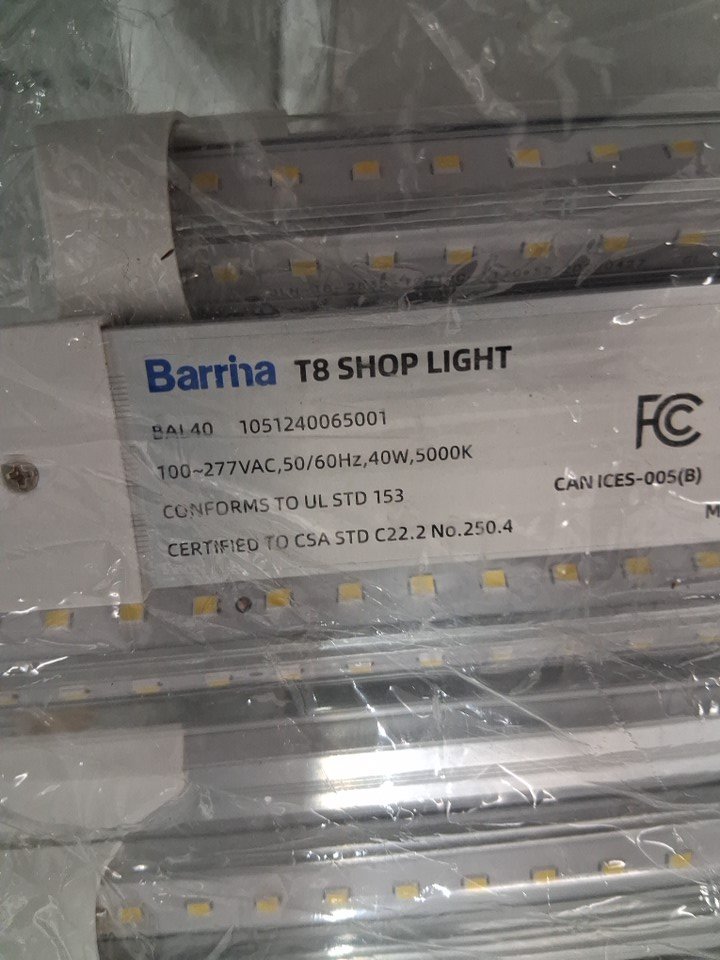 Barrina T8 SHOP LIGHT
BAL40 1051240065001
100~277VAC,50/60Hz,40W,5000K
CONFORMS TO UL STD 153
CERTIFIED TO CSA STD C22.2 No.250.4
FC
CAN ICES-005(B)
M